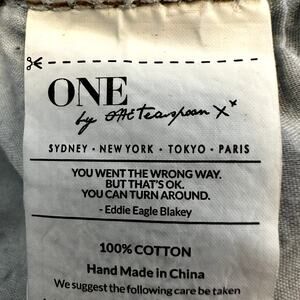 ONE
by One Teaspoon XX
SYDNEY • NEW YORK • TOKYO • PARIS
YOU WENT THE WRONG WAY.
BUT THAT'S OK.
YOU CAN TURN AROUND.
- Eddie Eagle Blakey
100% COTTON
Hand Made in China
We suggest the following care be taken